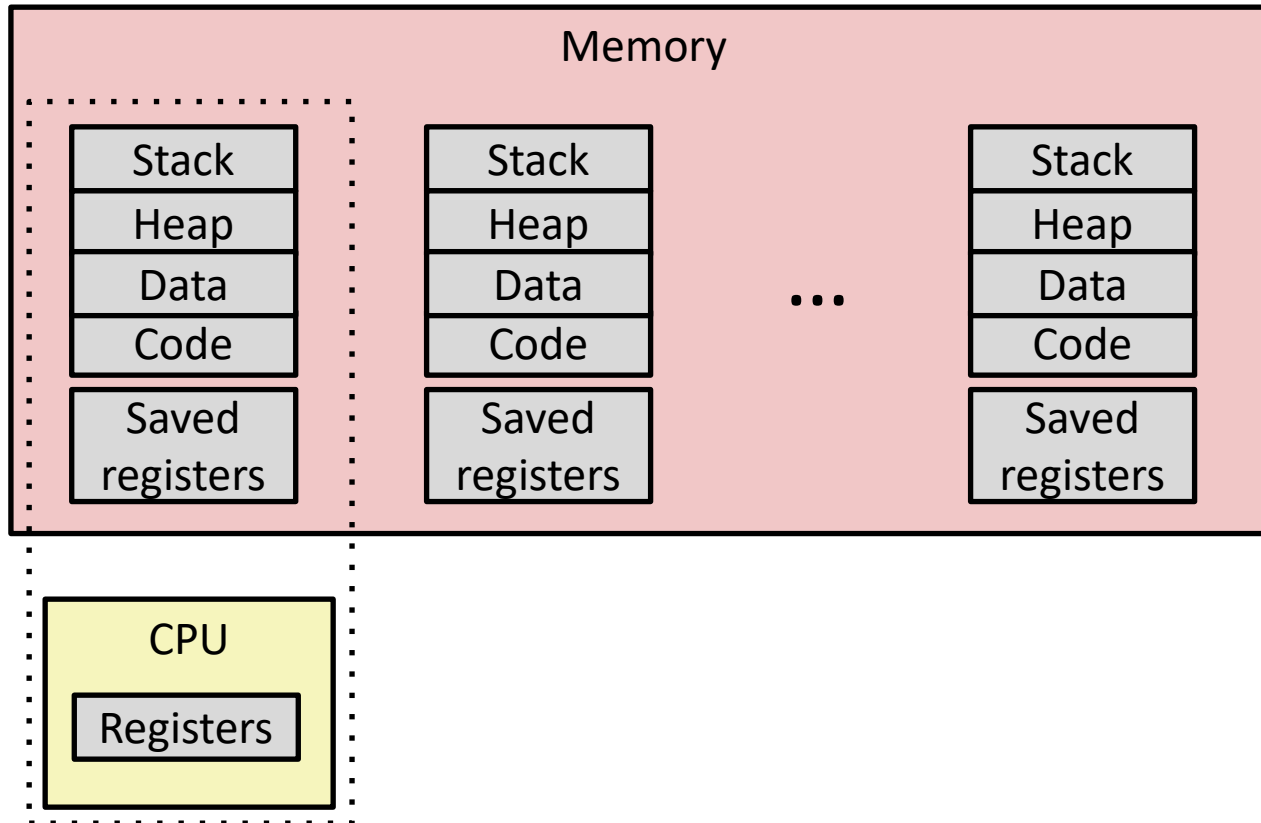 Memory
Stack
Heap
Data
Code
Saved
registers
Stack
Heap
Data
Code
Saved
registers
...
Stack
Heap
Data
Code
Saved
registers
CPU
Registers